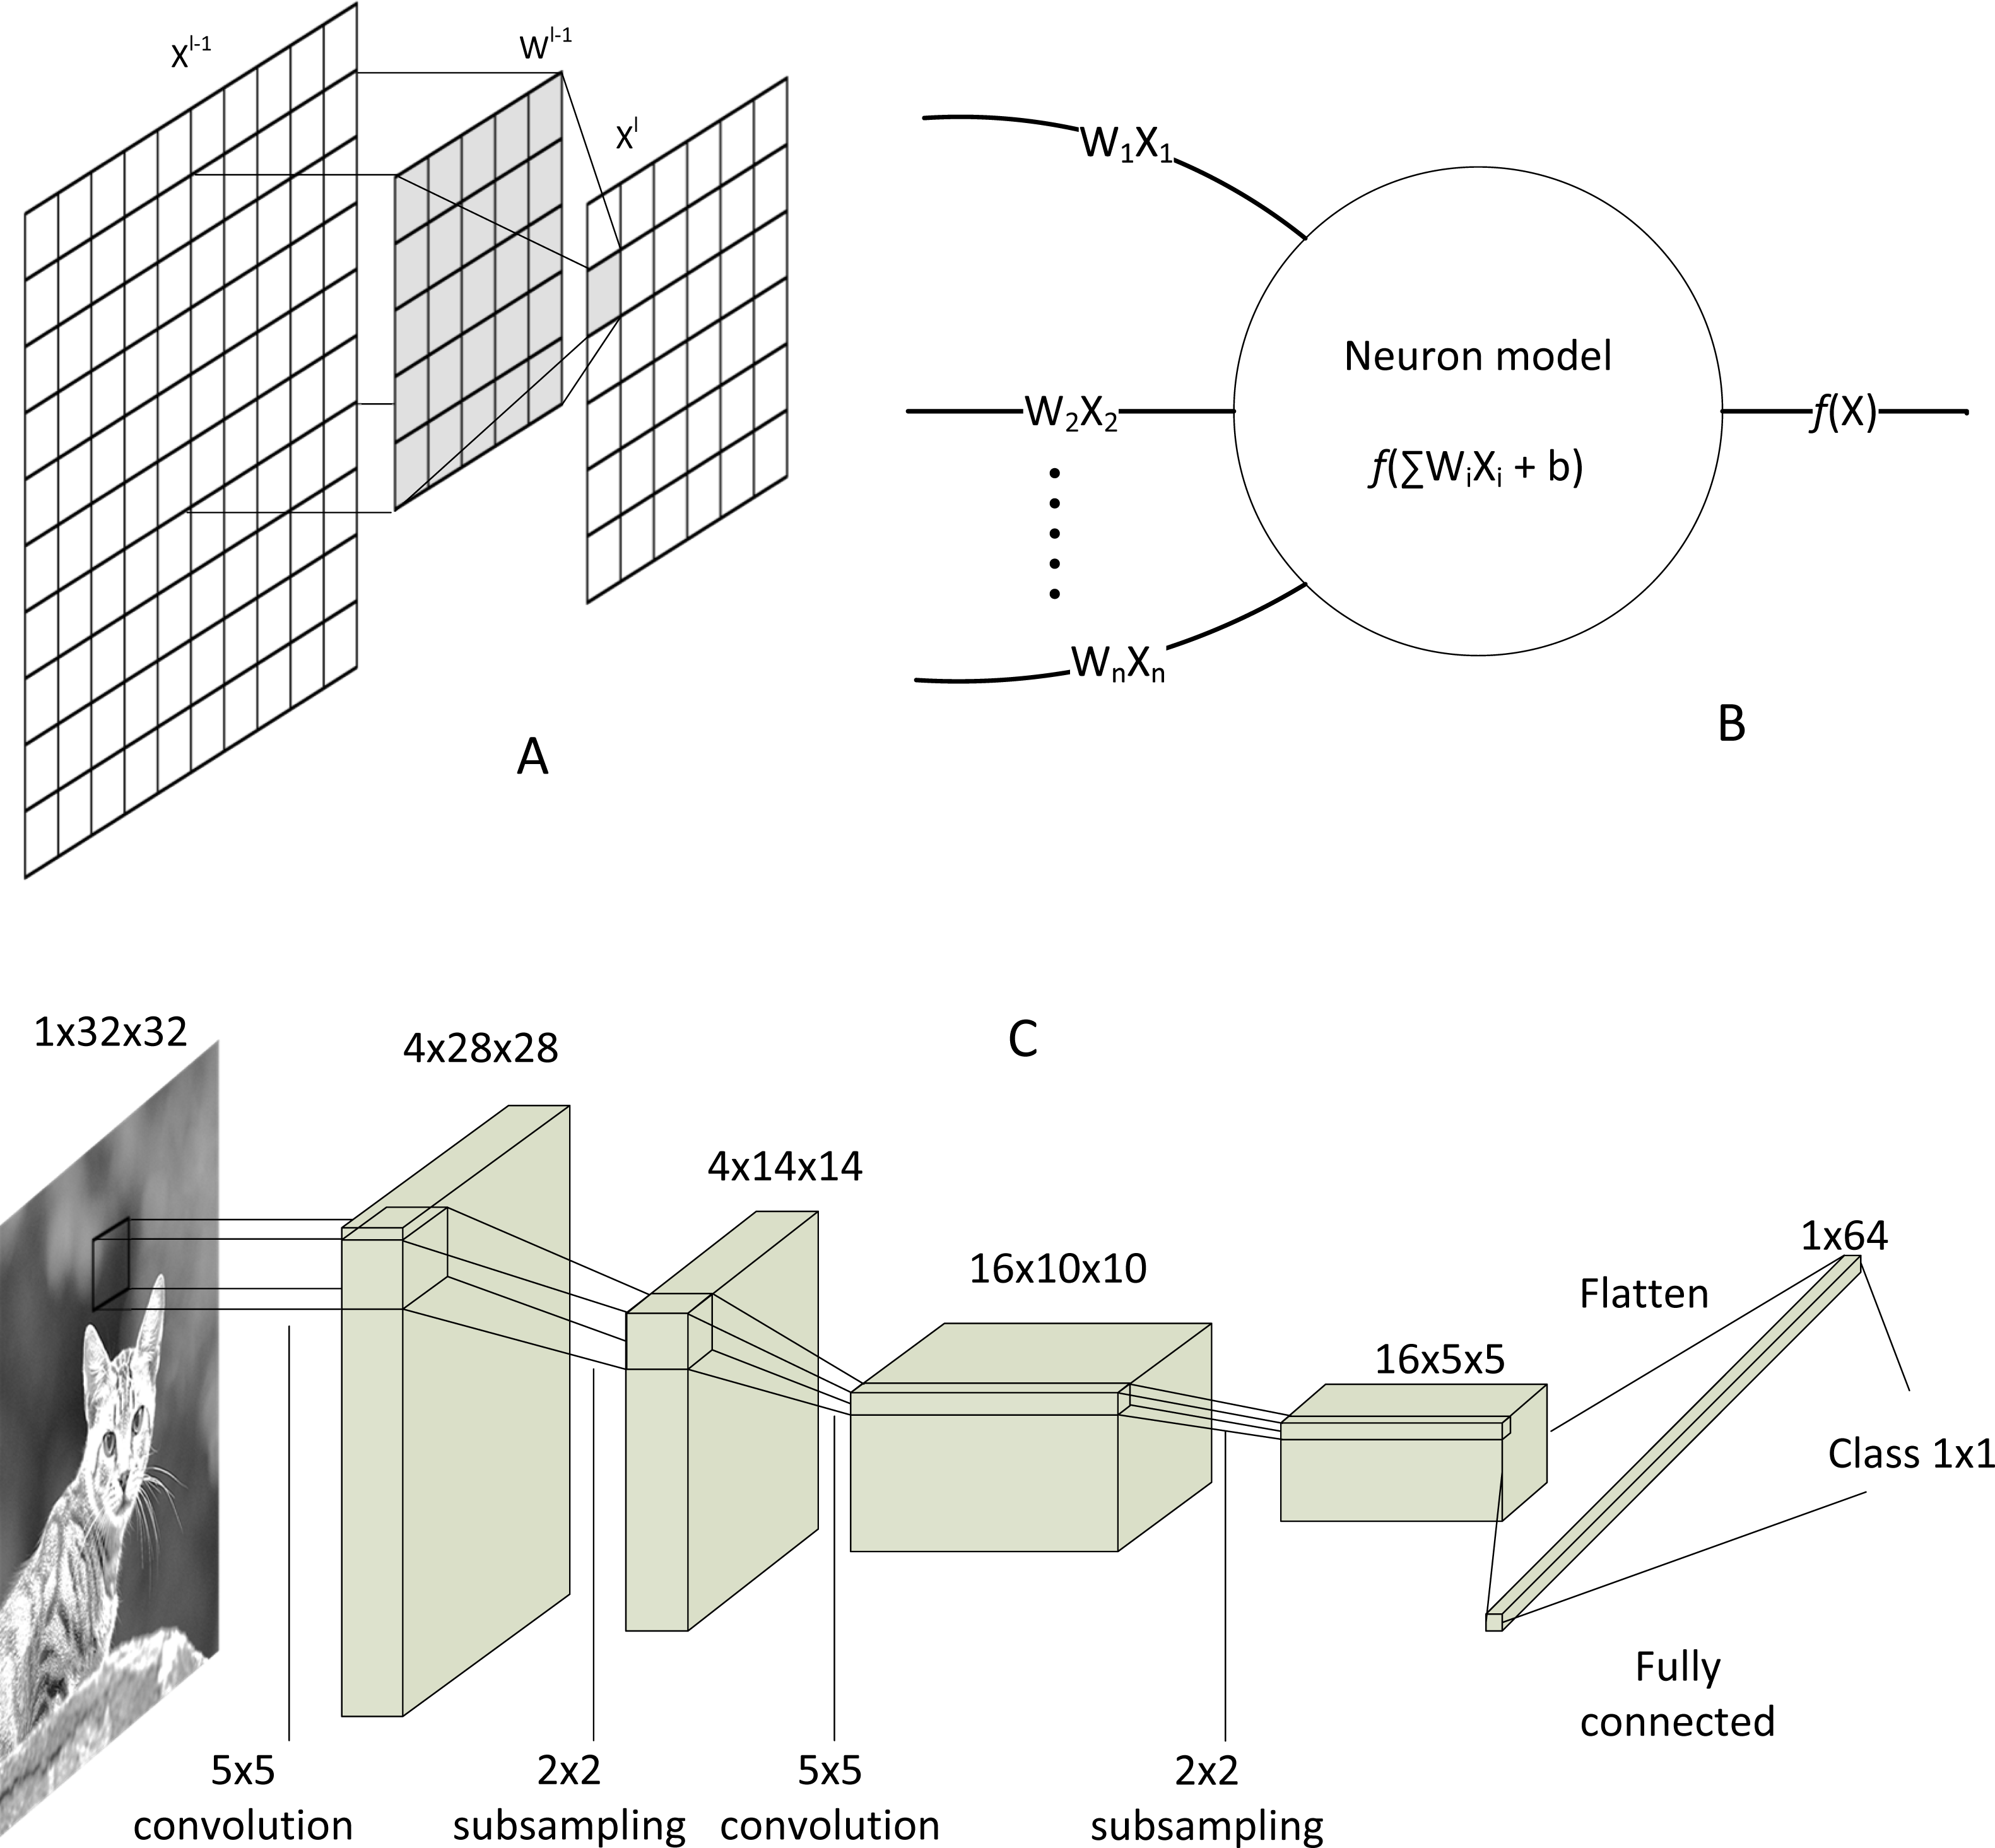 X^l-1
W^l-1
X^l
A
W₁X₁
W₂X₂
WₙXₙ
Neuron model
f(∑WᵢXᵢ + b)
f(X)
B
C
1x32x32
4x28x28
4x14x14
16x10x10
16x5x5
Flatten
1x64
Class 1x1
Fully
connected
5x5
convolution
2x2
subsampling
5x5
convolution
2x2
subsampling